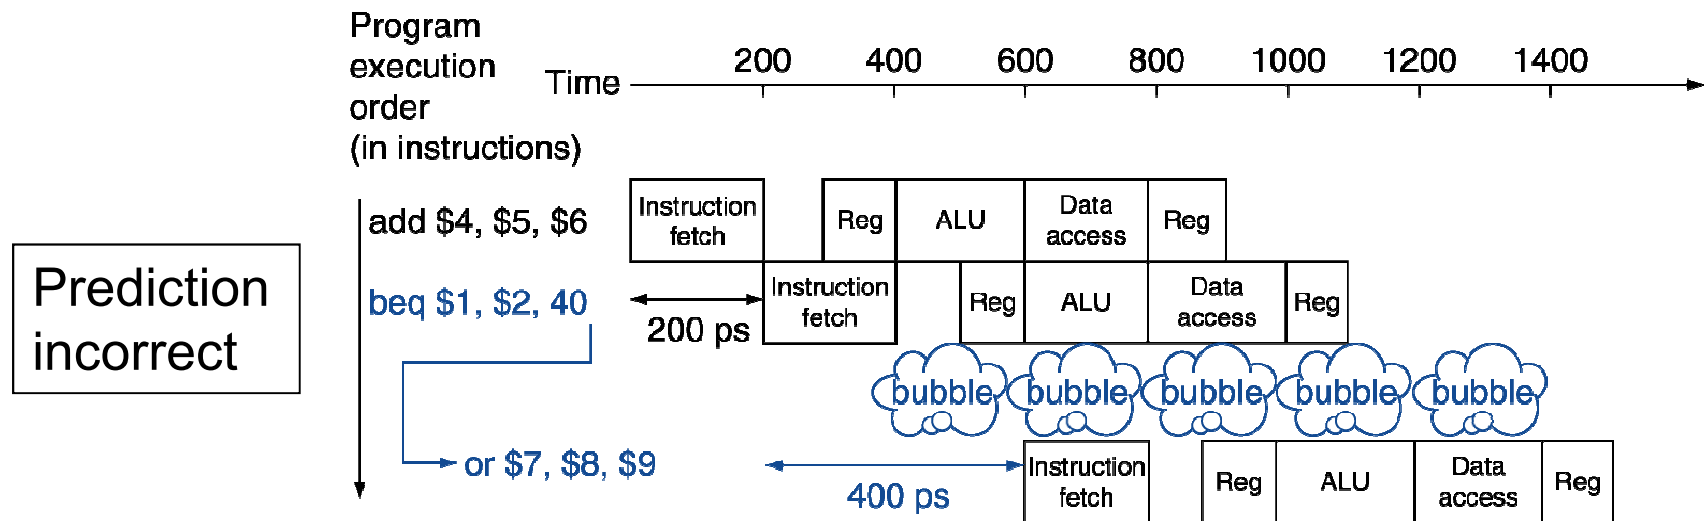 Program
execution
order
(in instructions)
Time
200 400 600 800 1000 1200 1400
Prediction
incorrect
add $4, $5, $6
Instruction
fetch
Reg
ALU
Data
access
Reg
beq $1, $2, 40
200 ps
Instruction
fetch
Reg
ALU
Data
access
Reg
bubble bubble bubble bubble bubble
or $7, $8, $9
400 ps
Instruction
fetch
Reg
ALU
Data
access
Reg